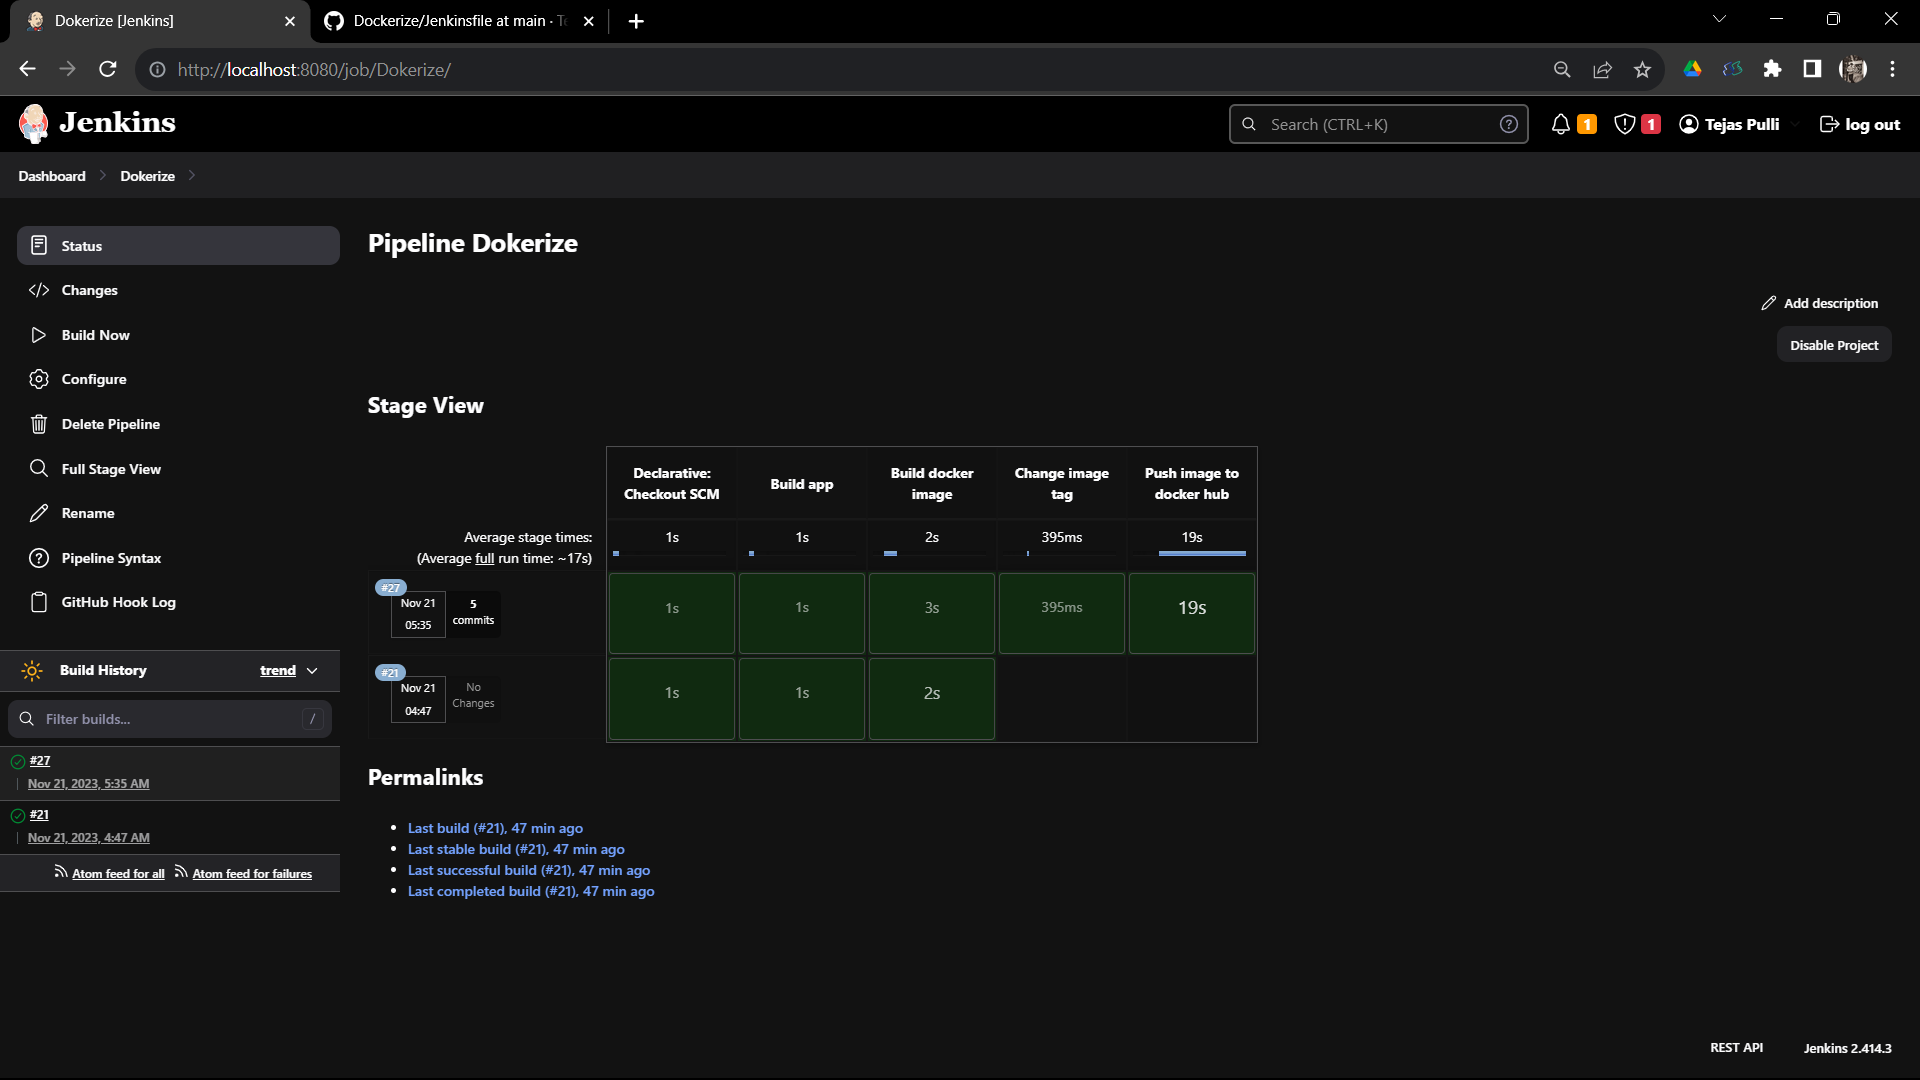 Dokerize [Jenkins]
Dockerize/Jenkinsfile at main · Te
http://localhost:8080/job/Dokerize/
Jenkins
Search (CTRL+K)
1
1
Tejas Pulli
log out
Dashboard
Dokerize
Status
Changes
Build Now
Configure
Delete Pipeline
Full Stage View
Rename
Pipeline Syntax
GitHub Hook Log
Build History
trend
Filter builds...
/
#27
Nov 21, 2023, 5:35 AM
#21
Nov 21, 2023, 4:47 AM
Atom feed for all
Atom feed for failures
Pipeline Dokerize
Add description
Disable Project
Stage View
Declarative:
Checkout SCM
Build app
Build docker
image
Change image
tag
Push image to
docker hub
Average stage times:
(Average full run time: ~17s)
1s
1s
2s
395ms
19s
#27
Nov 21
05:35
5
commits
1s
1s
3s
395ms
19s
#21
Nov 21
04:47
No
Changes
1s
1s
2s
Permalinks
Last build (#21), 47 min ago
Last stable build (#21), 47 min ago
Last successful build (#21), 47 min ago
Last completed build (#21), 47 min ago
REST API
Jenkins 2.414.3